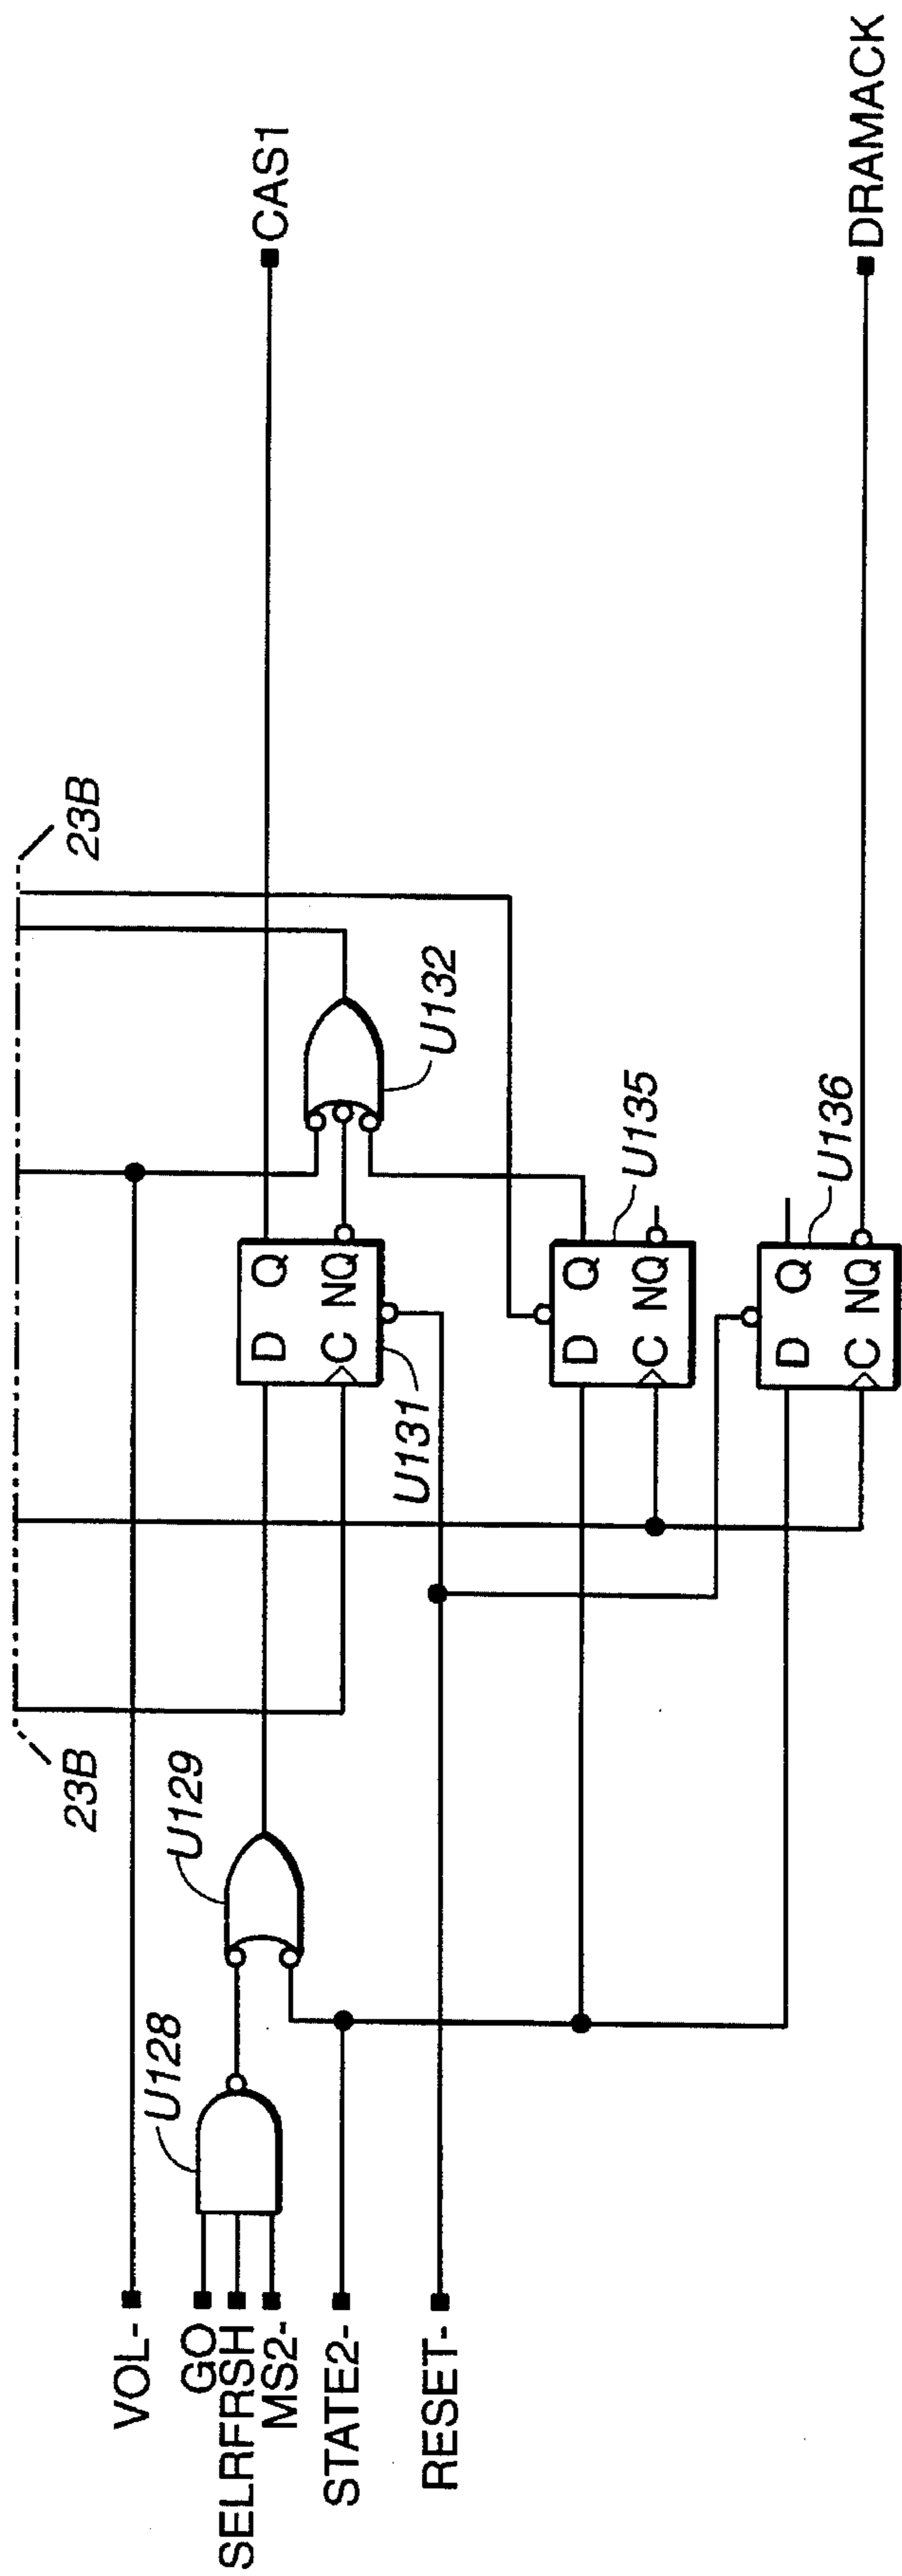 23B
23B
VOL-
GO
SELRFRSH
MS2-
STATE2-
RESET-
U128
U129
D Q
C NQ
U131
U132
CAS1
D Q
C NQ
U135
D Q
C NQ
U136
DRAMACK